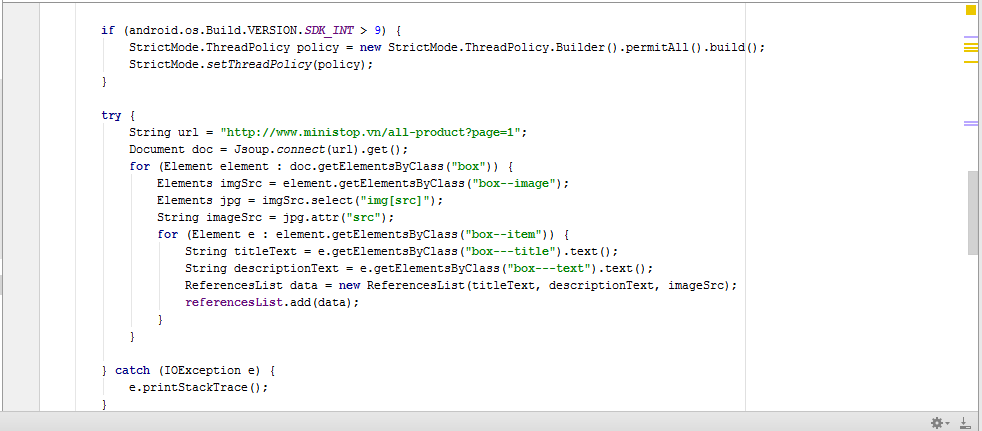 if (android.os.Build.VERSION.SDK_INT > 9) {
StrictMode.ThreadPolicy policy = new StrictMode.ThreadPolicy.Builder().permitAll().build();
StrictMode.setThreadPolicy(policy);
}
try {
String url = "http://www.ministop.vn/all-product?page=1";
Document doc = Jsoup.connect(url).get();
for (Element element : doc.getElementsByClass("box")) {
Elements imgSrc = element.getElementsByClass("box--image");
Elements jpg = imgSrc.select("img[src]");
String imageSrc = jpg.attr("src");
for (Element e : element.getElementsByClass("box--item")) {
String titleText = e.getElementsByClass("box---title").text();
String descriptionText = e.getElementsByClass("box---text").text();
ReferencesList data = new ReferencesList(titleText, descriptionText, imageSrc);
referencesList.add(data);
}
}
} catch (IOException e) {
e.printStackTrace();
}